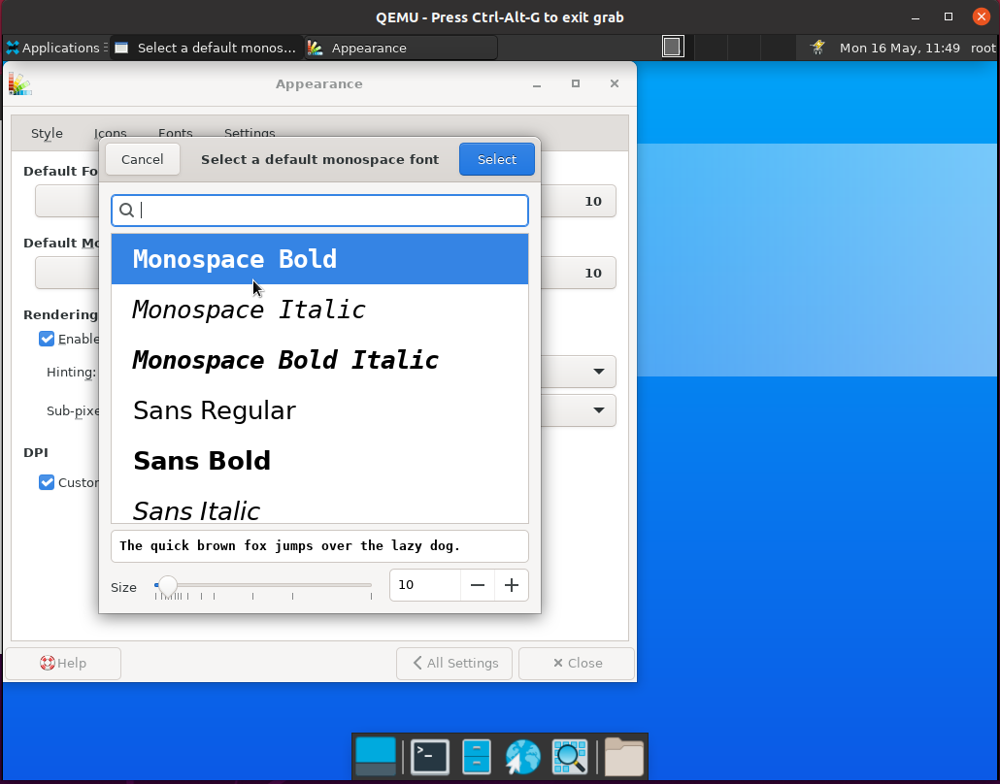 QEMU - Press Ctrl-Alt-G to exit grab
Applications Select a default monos... Appearance Mon 16 May, 11:49 root
Appearance
Style Icons Fonts Settings
Cancel Select a default monospace font Select
Default Fo
10
Default Mo
10
Rendering
Enable
Hinting:
Sub-pixe
DPI
Custor
Monospace Bold
Monospace Italic
Monospace Bold Italic
Sans Regular
Sans Bold
Sans Italic
The quick brown fox jumps over the lazy dog.
Size 10
Help All Settings Close